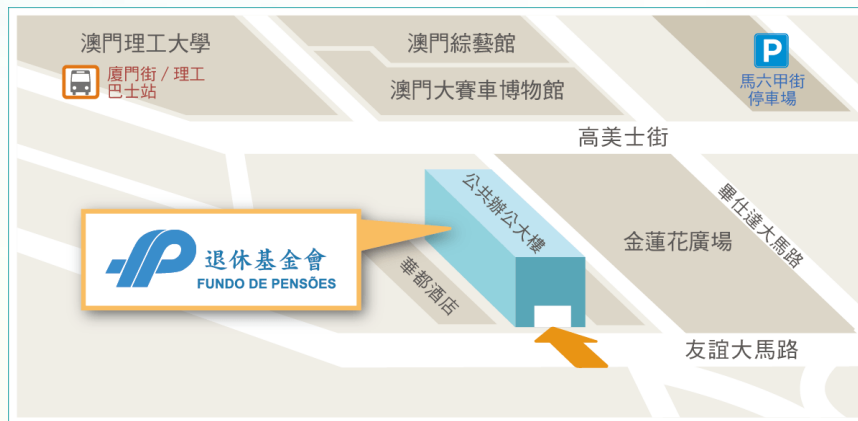 澳門理工大學
廈門街 / 理工
巴士站
澳門綜藝館
澳門大賽車博物館
P
馬六甲街
停車場
高美士街
公共辦公大樓
畢仕達大馬路
金蓮花廣場
退休基金會
FUNDO DE PENSÕES
華都酒店
友誼大馬路